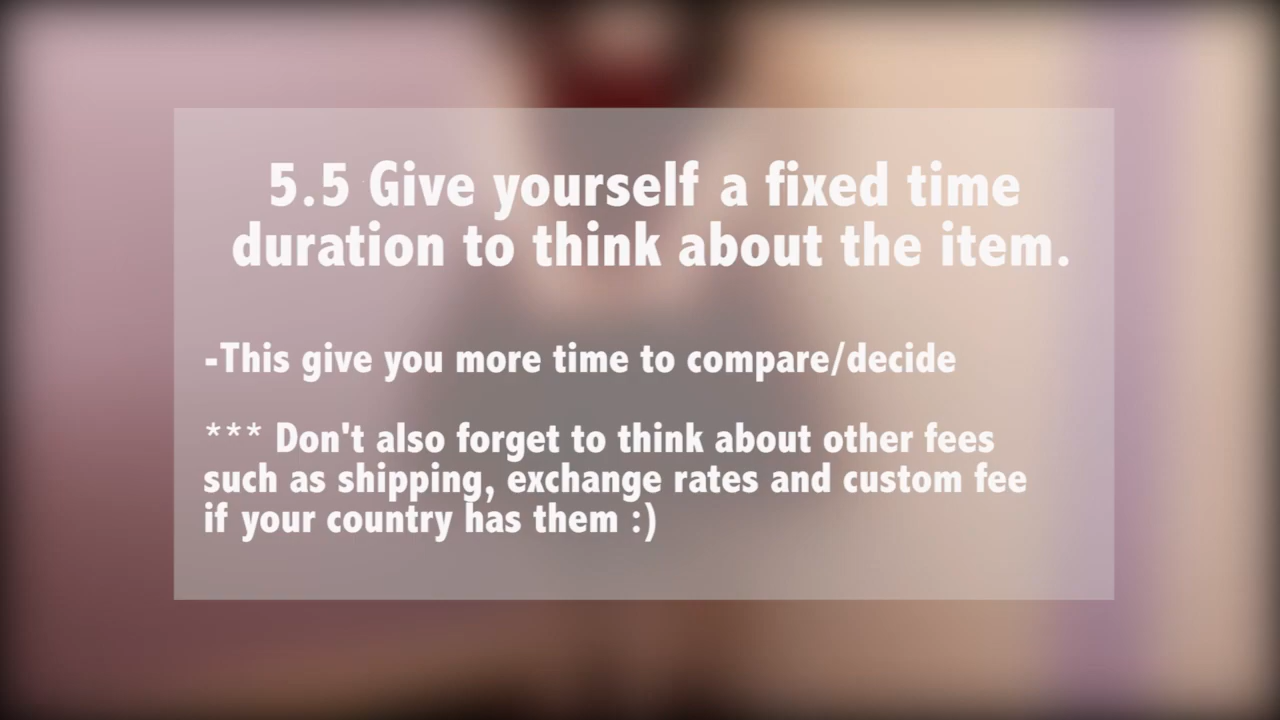 5.5 Give yourself a fixed time
duration to think about the item.
-This give you more time to compare/decide
*** Don't also forget to think about other fees
such as shipping, exchange rates and custom fee
if your country has them :)